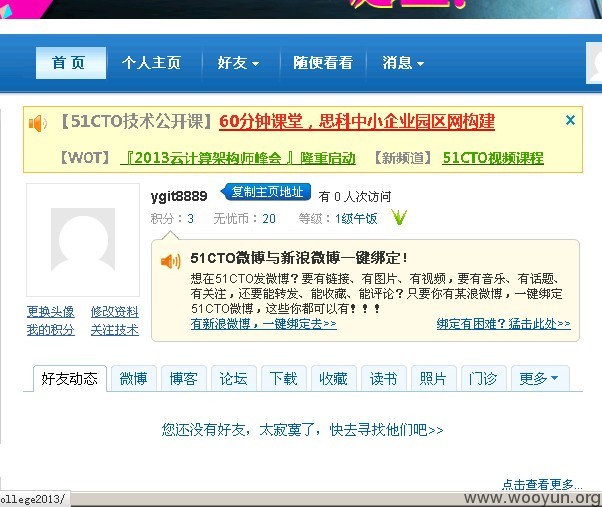 首 页 个人主页 好友 随便看看 消息
【51CTO技术公开课】60分钟课堂，思科中小企业园区网构建
【WOT】 『2013云计算架构师峰会 』隆重启动 【新频道】 51CTO视频课程
ygit8889 复制主页地址 有 0 人次访问
积分：3 无忧币：20 等级：1级午饭
51CTO微博与新浪微博一键绑定！
想在51CTO发微博？要有链接、有图片、有视频，要有音乐、有话题、
有关注，还要能转发、能收藏、能评论？只要你有某浪微博，一键绑定
51CTO微博，这些你都可以有！！！
有新浪微博，一键绑定去>> 绑定有困难？猛击此处>>
更换头像 修改资料
我的积分 关注技术
好友动态 微博 博客 论坛 下载 收藏 读书 照片 门诊 更多
您还没有好友，太寂寞了，快去寻找他们吧>>
点击查看更多...
ollege2013/
www.wooyun.org